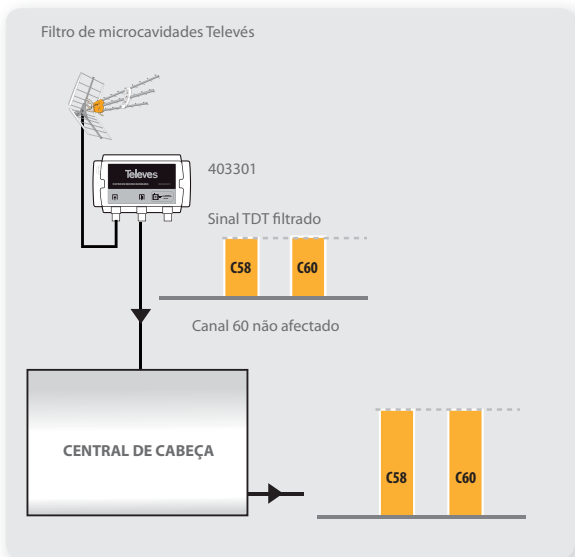 Filtro de microcavidades Televés
Televes
403301
Sinal TDT filtrado
C58
C60
Canal 60 não afectado
CENTRAL DE CABEÇA
C58
C60